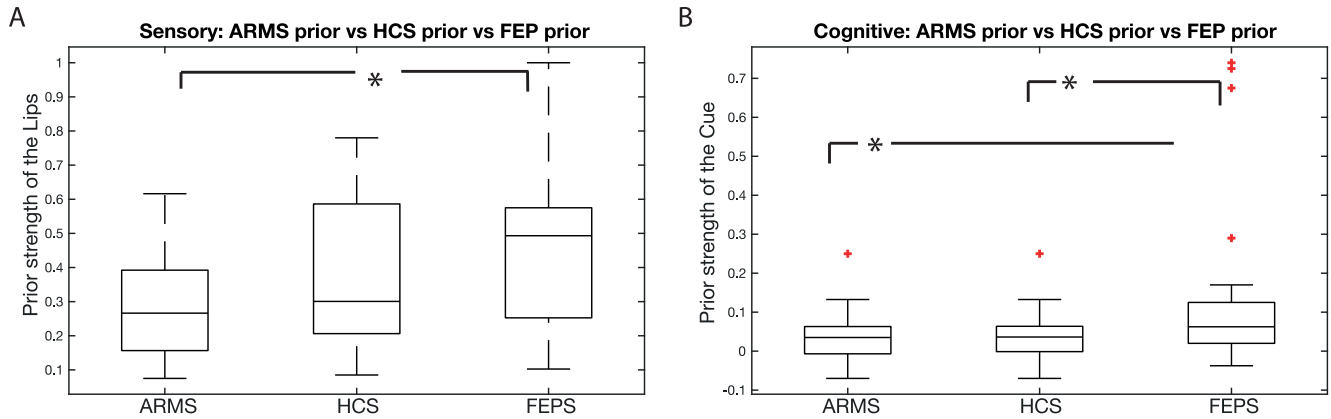 A
Sensory: ARMS prior vs HCS prior vs FEP prior
Prior strength of the Lips
1
0.9
0.8
0.7
0.6
0.5
0.4
0.3
0.2
0.1
*
ARMS HCS FEPS
B
Cognitive: ARMS prior vs HCS prior vs FEP prior
Prior strength of the Cue
0.7
0.6
0.5
0.4
0.3
0.2
0.1
0
-0.1
*
*
ARMS HCS FEPS